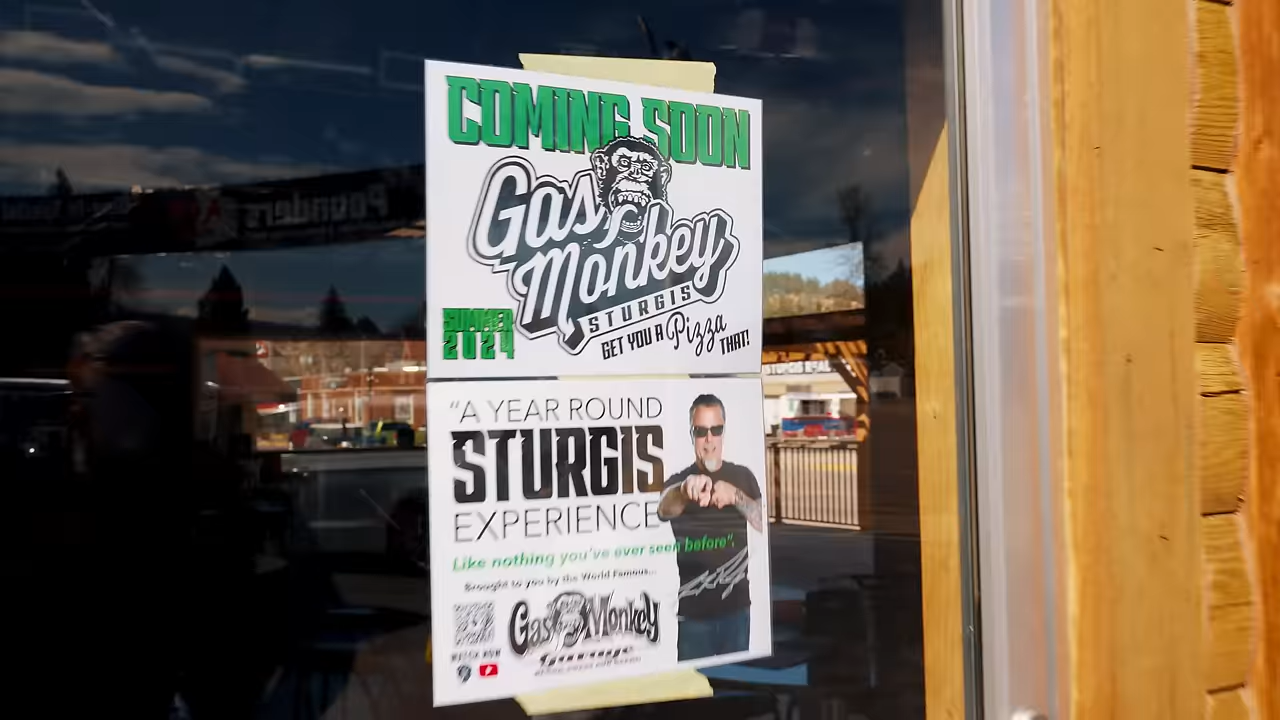 COMING SOON
Gas
Monkey
STURGIS
SUMMER
2024
GET YOU A Pizza THAT!
"A YEAR ROUND
STURGIS
EXPERIENCE
Like nothing you've ever seen before".
Brought to you by the World Famous...
Gas Monkey
Garage
WATCH NOW
Founders